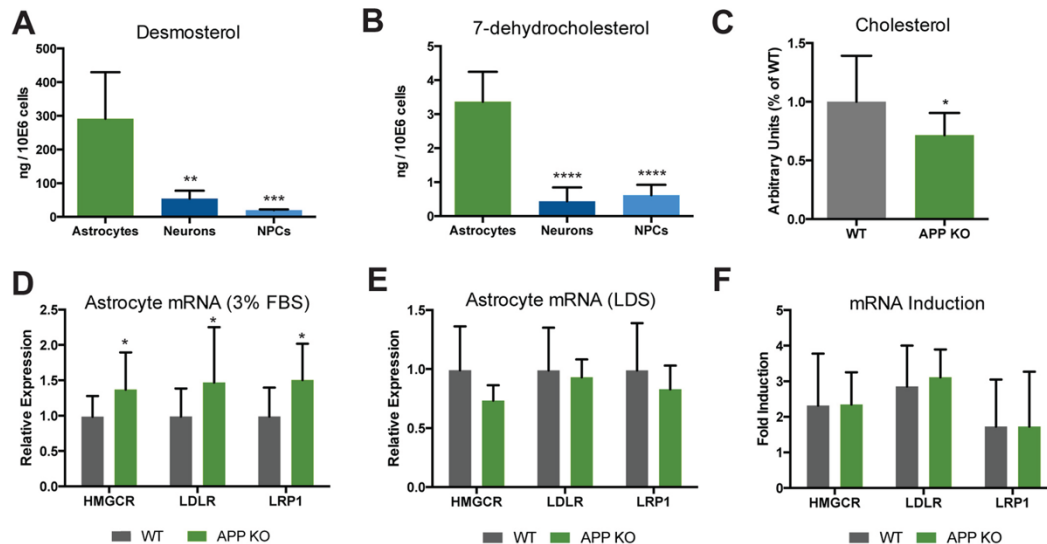 A
Desmosterol
500
400
300
200
100
50
0
ng / 10E6 cells
**
***
Astrocytes Neurons NPCs
B
7-dehydrocholesterol
5
4
3
2
1
0
ng / 10E6 cells
****
****
Astrocytes Neurons NPCs
C
Cholesterol
1.5
1.0
0.5
0.0
Arbitrary Units (% of WT)
*
WT APP KO
D
Astrocyte mRNA (3% FBS)
2.5
2.0
1.5
1.0
0.5
0.0
Relative Expression
*
*
*
HMGCR LDLR LRP1
WT APP KO
E
Astrocyte mRNA (LDS)
1.5
1.0
0.5
0.0
Relative Expression
HMGCR LDLR LRP1
WT APP KO
F
mRNA Induction
5
4
3
2
1
0
Fold Induction
HMGCR LDLR LRP1
WT APP KO